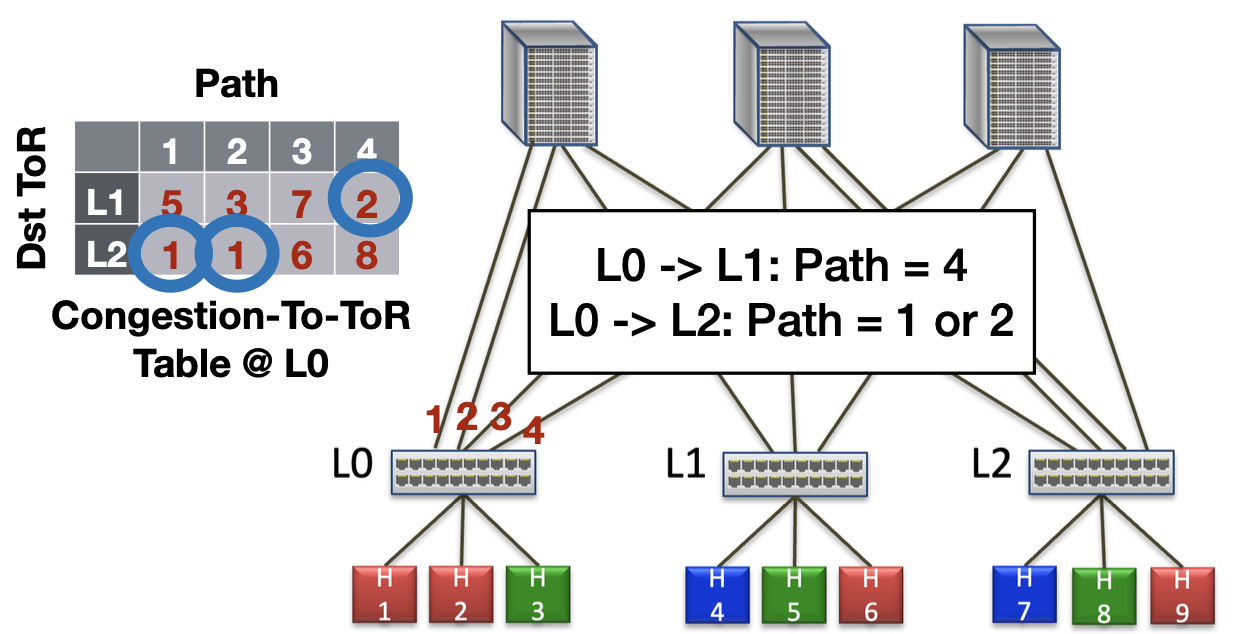 Path
Dst ToR
1 2 3 4
L1 5 3 7 2
L2 1 1 6 8
Congestion-To-ToR
Table @ L0
L0 -> L1: Path = 4
L0 -> L2: Path = 1 or 2
1 2 3 4
L0 L1 L2
H H H H H H H H H
1 2 3 4 5 6 7 8 9